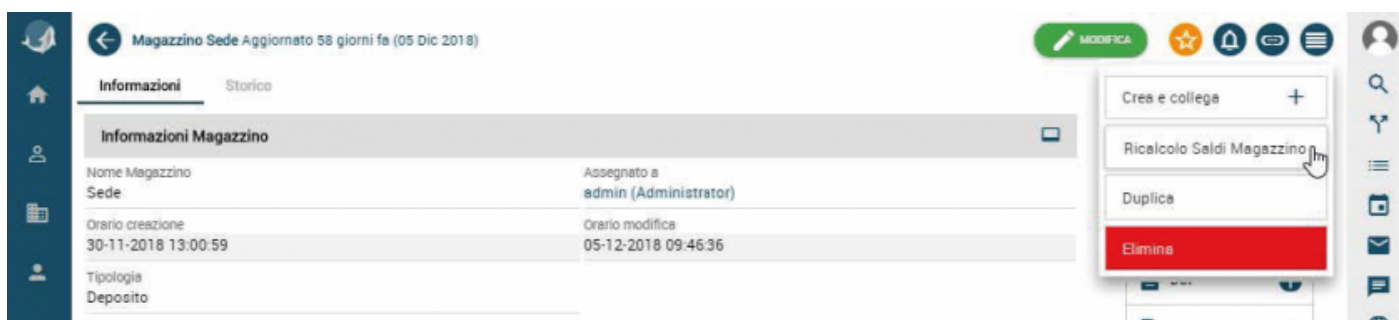 Magazzino Sede Aggiornato 58 giorni fa (05 Dic 2018)
MODIFICA
Informazioni Storico
Crea e collega +
Informazioni Magazzino
Ricalcolo Saldi Magazzino
Nome Magazzino Assegnato a
Sede admin (Administrator)
Duplica
Orario creazione Orario modifica
30-11-2018 13:00:59 05-12-2018 09:46:36
Elimina
Tipologia
Deposito